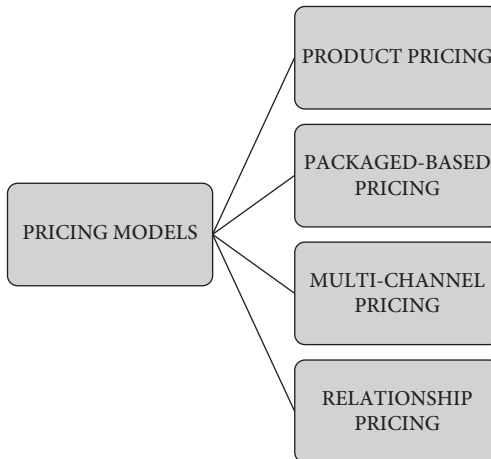 PRODUCT PRICING
PACKAGED-BASED
PRICING
PRICING MODELS
MULTI-CHANNEL
PRICING
RELATIONSHIP
PRICING